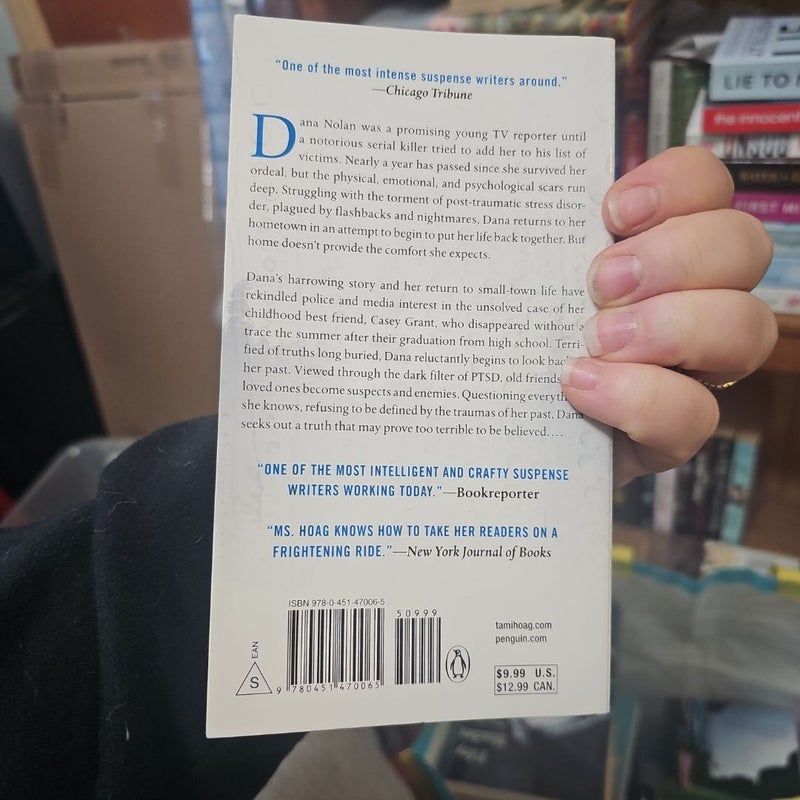 "One of the most intense suspense writers around."
—Chicago Tribune
Dana Nolan was a promising young TV reporter until
a notorious serial killer tried to add her to his list of
victims. Nearly a year has passed since she survived her
ordeal, but the physical, emotional, and psychological scars run
deep. Struggling with the torment of post-traumatic stress disor-
der, plagued by flashbacks and nightmares, Dana returns to her
hometown in an attempt to begin to put her life back together. But
home doesn't provide the comfort she expects.
Dana's harrowing story and her return to small-town life have
rekindled police and media interest in the unsolved case of her
childhood best friend, Casey Grant, who disappeared without a
trace the summer after their graduation from high school. Terri-
fied of truths long buried, Dana reluctantly begins to look back
her past. Viewed through the dark filter of PTSD, old friends
loved ones become suspects and enemies. Questioning everyth
she knows, refusing to be defined by the traumas of her past, Dana
seeks out a truth that may prove too terrible to be believed....
"ONE OF THE MOST INTELLIGENT AND CRAFTY SUSPENSE
WRITERS WORKING TODAY."—Bookreporter
"MS. HOAG KNOWS HOW TO TAKE HER READERS ON A
FRIGHTENING RIDE."—New York Journal of Books
ISBN 978-0-451-47006-5
50999
EAN
S
9 780451 470065
tamihoag.com
penguin.com
$9.99 U.S.
$12.99 CAN.
LIE TO
the innocent
FIRST